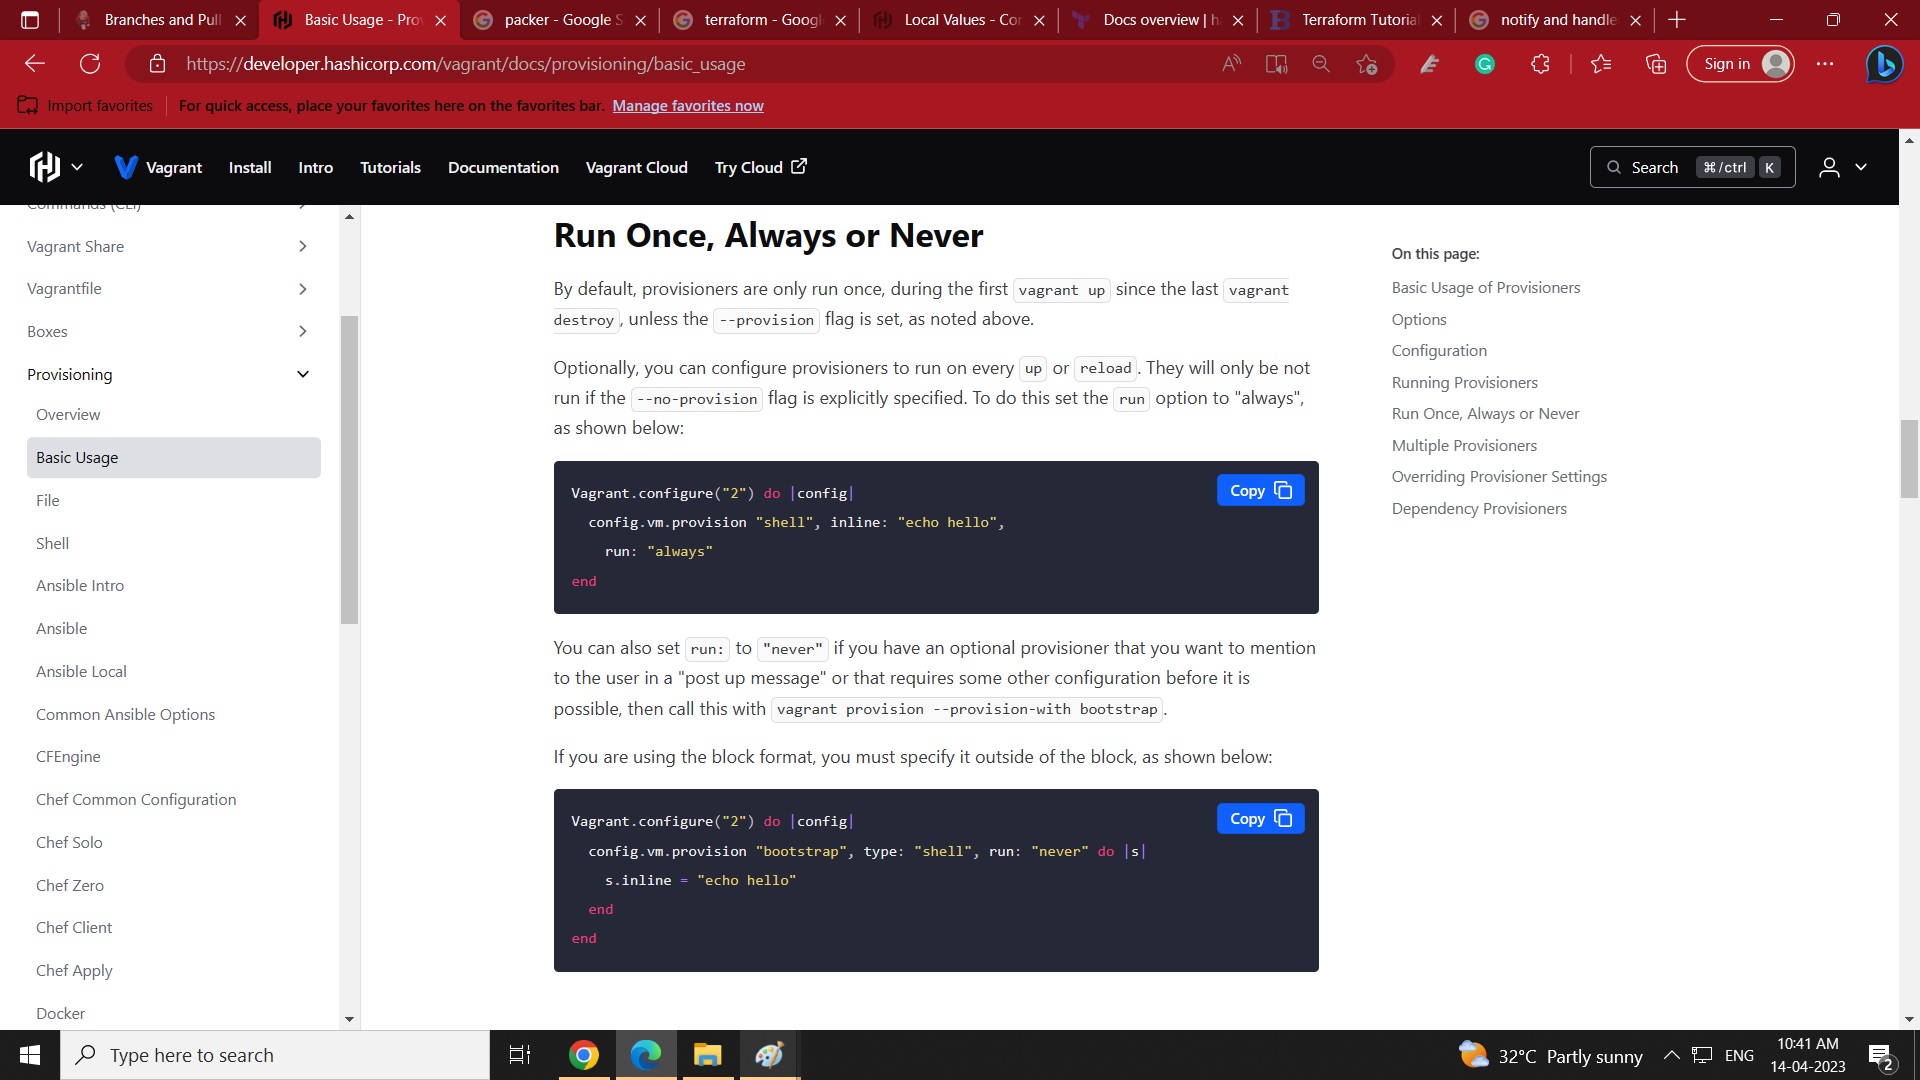 Branches and Pull
Basic Usage - Prov
packer - Google S
terraform - Googl
Local Values - Con
Docs overview | h
Terraform Tutorial
notify and handle
https://developer.hashicorp.com/vagrant/docs/provisioning/basic_usage
Sign in
Import favorites
For quick access, place your favorites here on the favorites bar. Manage favorites now
Vagrant
Install
Intro
Tutorials
Documentation
Vagrant Cloud
Try Cloud
Search ⌘/ctrl K
Commands (CLI)
Vagrant Share
Vagrantfile
Boxes
Provisioning
Overview
Basic Usage
File
Shell
Ansible Intro
Ansible
Ansible Local
Common Ansible Options
CFEngine
Chef Common Configuration
Chef Solo
Chef Zero
Chef Client
Chef Apply
Docker
Run Once, Always or Never
By default, provisioners are only run once, during the first vagrant up since the last vagrant
destroy, unless the --provision flag is set, as noted above.
Optionally, you can configure provisioners to run on every up or reload. They will only be not
run if the --no-provision flag is explicitly specified. To do this set the run option to "always",
as shown below:
Copy
Vagrant.configure("2") do |config|
config.vm.provision "shell", inline: "echo hello",
run: "always"
end
You can also set run: to "never" if you have an optional provisioner that you want to mention
to the user in a "post up message" or that requires some other configuration before it is
possible, then call this with vagrant provision --provision-with bootstrap.
If you are using the block format, you must specify it outside of the block, as shown below:
Copy
Vagrant.configure("2") do |config|
config.vm.provision "bootstrap", type: "shell", run: "never" do |s|
s.inline = "echo hello"
end
end
On this page:
Basic Usage of Provisioners
Options
Configuration
Running Provisioners
Run Once, Always or Never
Multiple Provisioners
Overriding Provisioner Settings
Dependency Provisioners
Type here to search
32°C Partly sunny
ENG
10:41 AM
14-04-2023
2